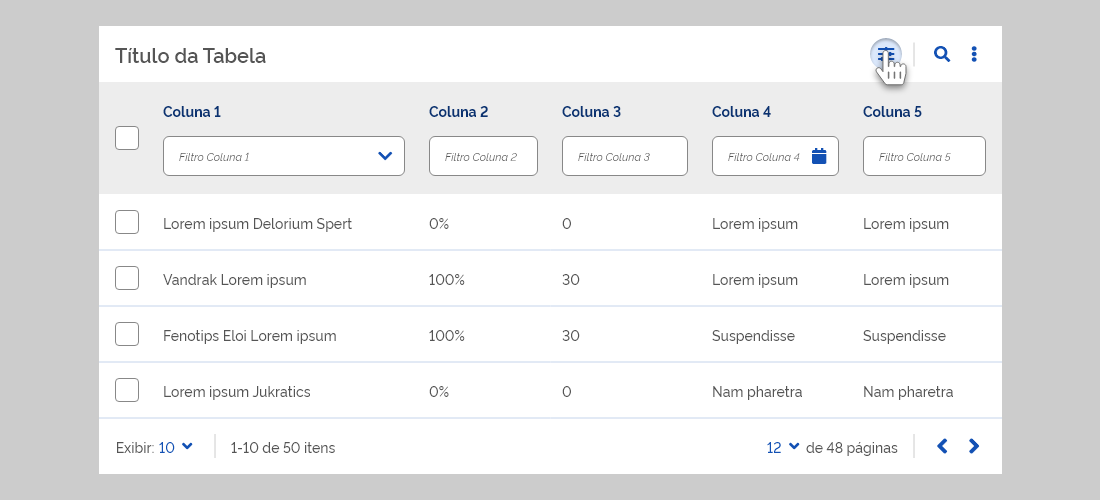 Título da Tabela
Coluna 1 Coluna 2 Coluna 3 Coluna 4 Coluna 5
Filtro Coluna 1 Filtro Coluna 2 Filtro Coluna 3 Filtro Coluna 4 Filtro Coluna 5
Lorem ipsum Delorium Spert 0% 0 Lorem ipsum Lorem ipsum
Vandrak Lorem ipsum 100% 30 Lorem ipsum Lorem ipsum
Fenotips Eloi Lorem ipsum 100% 30 Suspendisse Suspendisse
Lorem ipsum Jukratics 0% 0 Nam pharetra Nam pharetra
Exibir: 10 1-10 de 50 itens 12 de 48 páginas